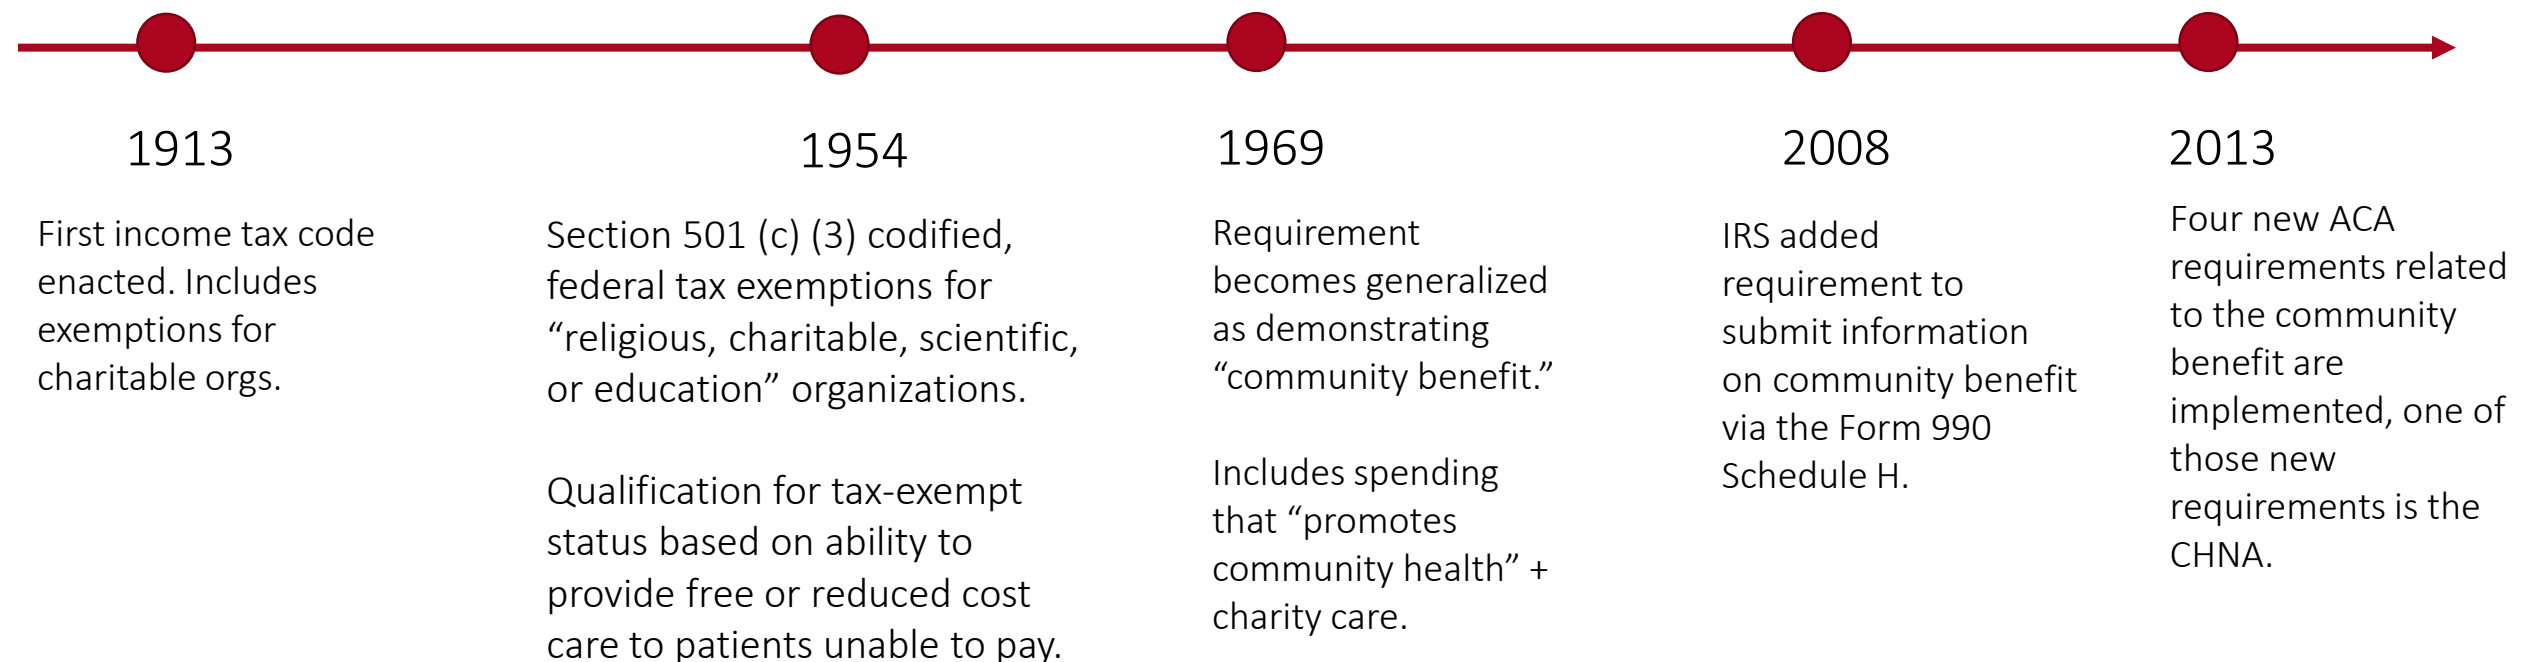 1913
First income tax code
enacted. Includes
exemptions for
charitable orgs.
1954
Section 501 (c) (3) codified,
federal tax exemptions for
“religious, charitable, scientific,
or education” organizations.
Qualification for tax-exempt
status based on ability to
provide free or reduced cost
care to patients unable to pay.
1969
Requirement
becomes generalized
as demonstrating
“community benefit.”
Includes spending
that “promotes
community health” +
charity care.
2008
IRS added
requirement to
submit information
on community benefit
via the Form 990
Schedule H.
2013
Four new ACA
requirements related
to the community
benefit are
implemented, one of
those new
requirements is the
CHNA.